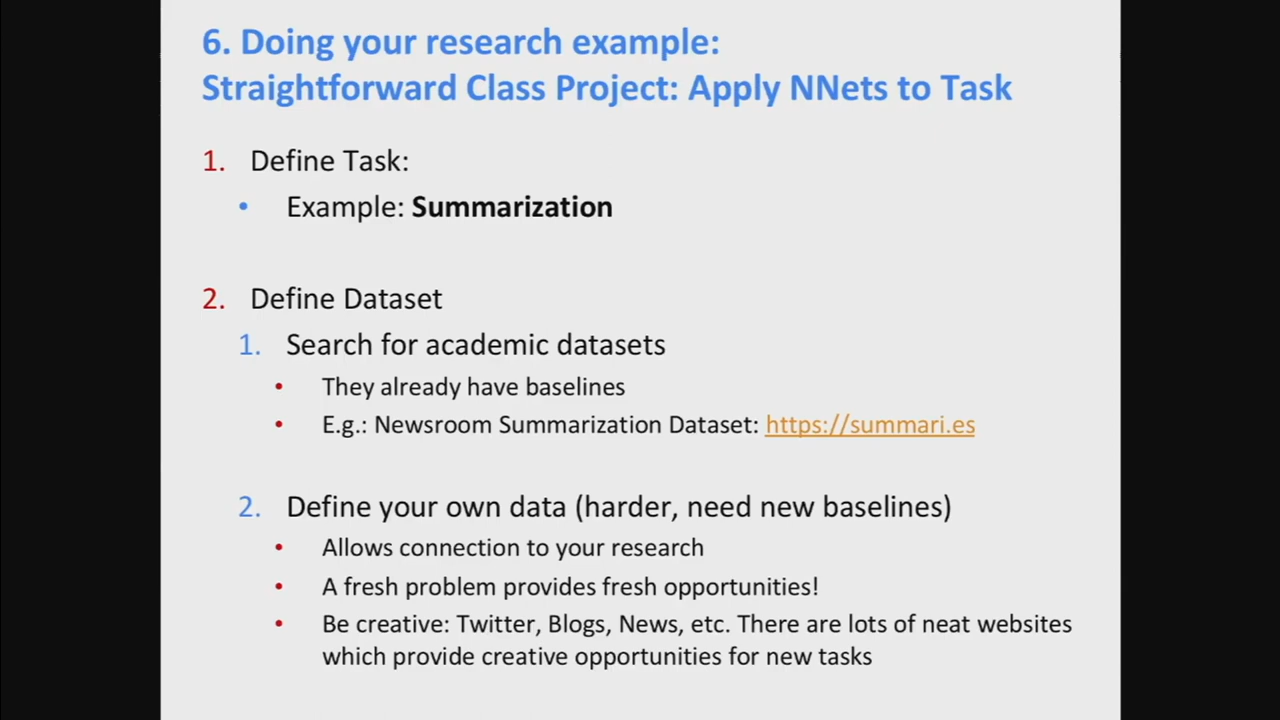 6. Doing your research example:
Straightforward Class Project: Apply NNets to Task
1. Define Task:
• Example: Summarization
2. Define Dataset
1. Search for academic datasets
• They already have baselines
• E.g.: Newsroom Summarization Dataset: https://summari.es
2. Define your own data (harder, need new baselines)
• Allows connection to your research
• A fresh problem provides fresh opportunities!
• Be creative: Twitter, Blogs, News, etc. There are lots of neat websites
which provide creative opportunities for new tasks